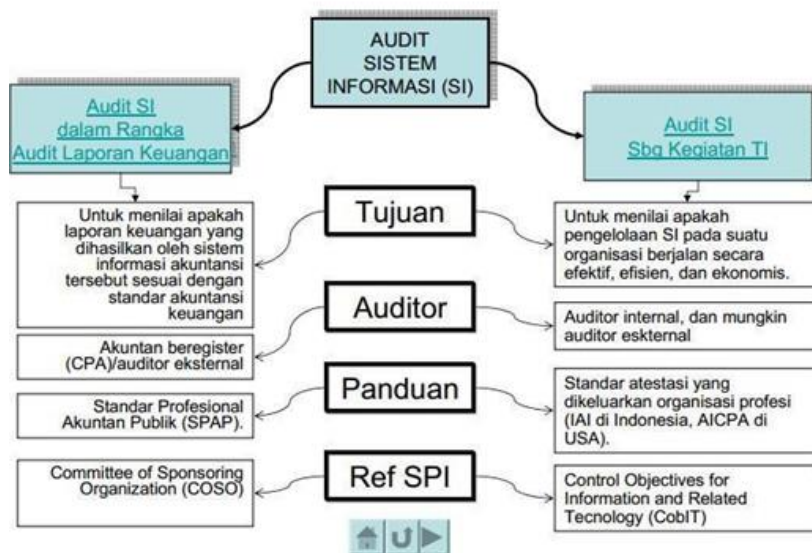 AUDIT
SISTEM
INFORMASI (SI)
Audit SI
dalam Rangka
Audit Laporan Keuangan
Audit SI
Sbg Kegiatan TI
Tujuan
Untuk menilai apakah
laporan keuangan yang
dihasilkan oleh sistem
informasi akuntansi
tersebut sesuai dengan
standar akuntansi
keuangan
Untuk menilai apakah
pengelolaan SI pada suatu
organisasi berjalan secara
efektif, efisien, dan ekonomis.
Auditor
Akuntan beregister
(CPA)/auditor eksternal
Auditor internal, dan mungkin
auditor eskternal
Panduan
Standar Profesional
Akuntan Publik (SPAP).
Standar atestasi yang
dikeluarkan organisasi profesi
(IAI di Indonesia, AICPA di
USA).
Ref SPI
Committee of Sponsoring
Organization (COSO)
Control Objectives for
Information and Related
Tecnology (CobIT)